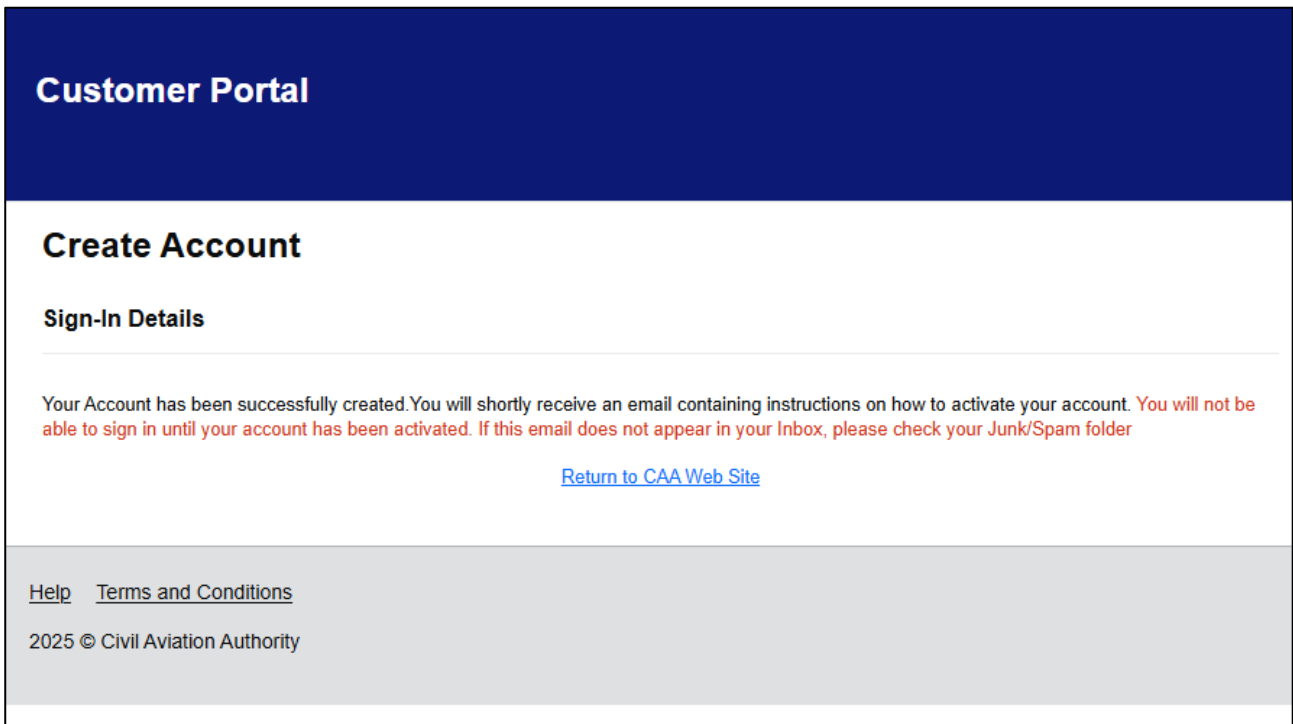 Customer Portal
Create Account
Sign-In Details
Your Account has been successfully created.You will shortly receive an email containing instructions on how to activate your account. You will not be
able to sign in until your account has been activated. If this email does not appear in your Inbox, please check your Junk/Spam folder
Return to CAA Web Site
Help Terms and Conditions
2025 © Civil Aviation Authority